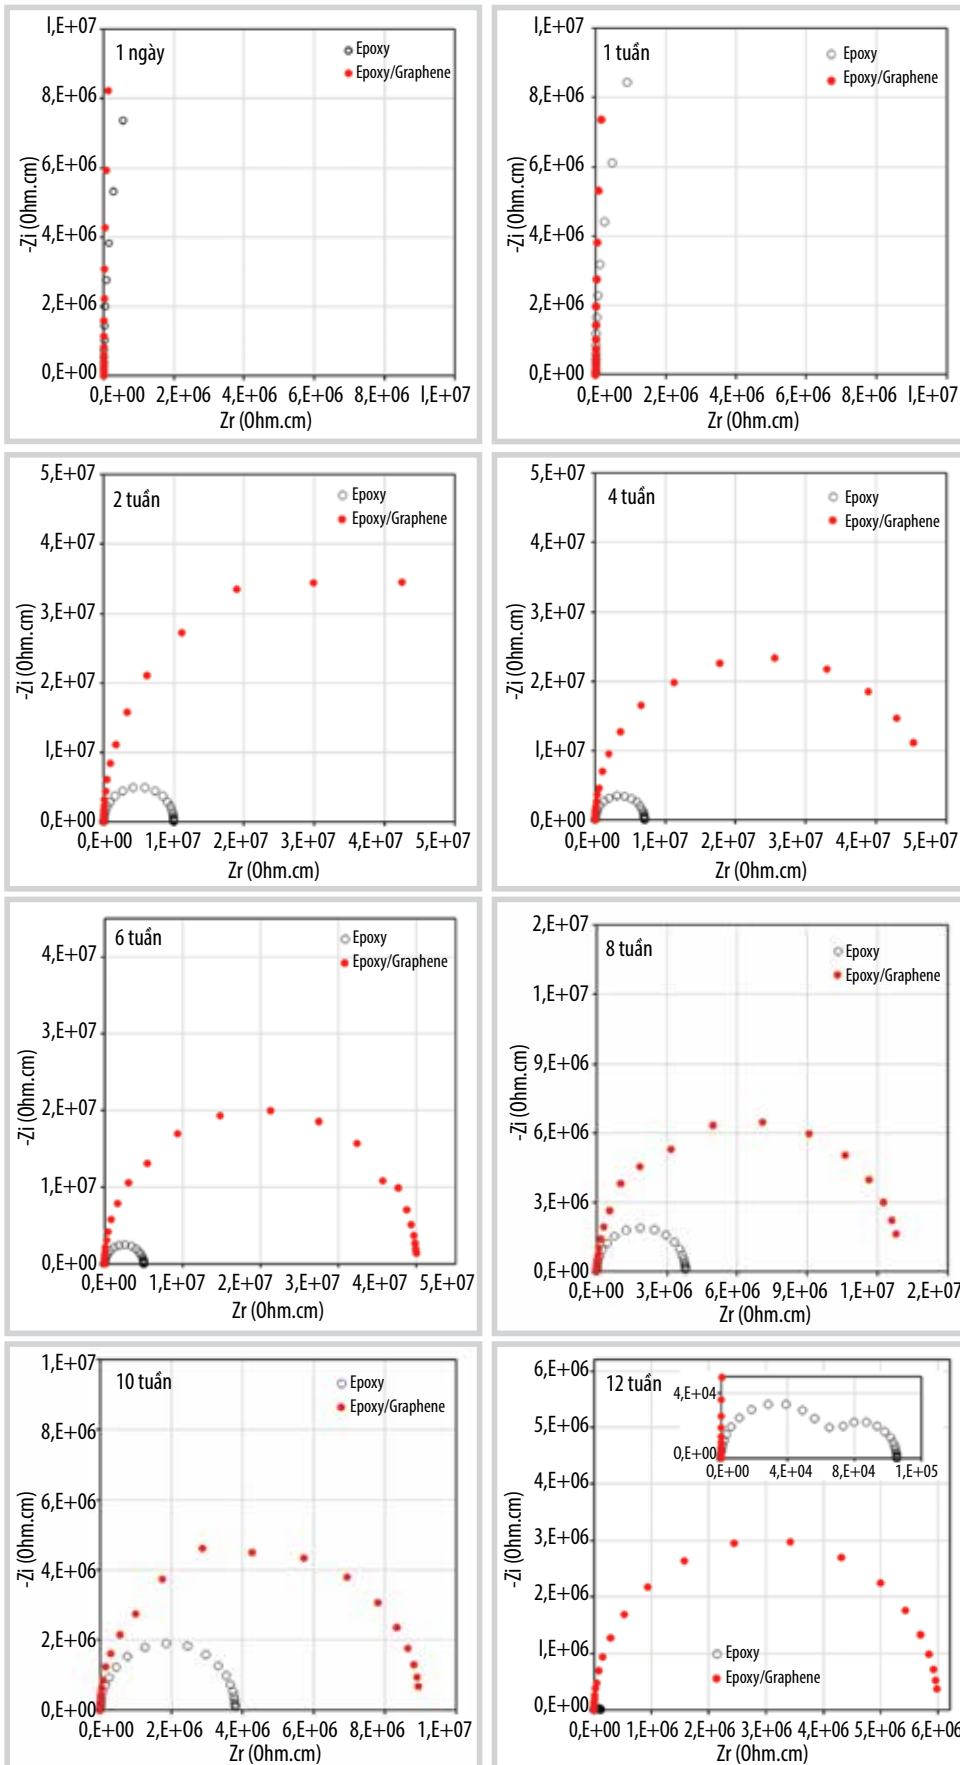 1 ngày
Epoxy
Epoxy/Graphene
1,E+07
8,E+06
6,E+06
4,E+06
2,E+06
0,E+00
-Zi (Ohm.cm)
0,E+00 2,E+06 4,E+06 6,E+06 8,E+06 1,E+07
Zr (Ohm.cm)
1 tuần
Epoxy
Epoxy/Graphene
1,E+07
8,E+06
6,E+06
4,E+06
2,E+06
0,E+00
-Zi (Ohm.cm)
0,E+00 2,E+06 4,E+06 6,E+06 8,E+06 1,E+07
Zr (Ohm.cm)
2 tuần
Epoxy
Epoxy/Graphene
5,E+07
4,E+07
3,E+07
2,E+07
1,E+07
0,E+00
-Zi (Ohm.cm)
0,E+00 1,E+07 2,E+07 3,E+07 4,E+07 5,E+07
Zr (Ohm.cm)
4 tuần
Epoxy
Epoxy/Graphene
5,E+07
4,E+07
3,E+07
2,E+07
1,E+07
0,E+00
-Zi (Ohm.cm)
0,E+00 1,E+07 2,E+07 3,E+07 4,E+07 5,E+07
Zr (Ohm.cm)
6 tuần
Epoxy
Epoxy/Graphene
4,E+07
3,E+07
2,E+07
1,E+07
0,E+00
-Zi (Ohm.cm)
0,E+00 1,E+07 2,E+07 3,E+07 4,E+07 5,E+07
Zr (Ohm.cm)
8 tuần
Epoxy
Epoxy/Graphene
2,E+07
1,E+07
9,E+06
6,E+06
3,E+06
0,E+00
-Zi (Ohm.cm)
0,E+00 3,E+06 6,E+06 9,E+06 1,E+07 2,E+07
Zr (Ohm.cm)
10 tuần
Epoxy
Epoxy/Graphene
1,E+07
8,E+06
6,E+06
4,E+06
2,E+06
0,E+00
-Zi (Ohm.cm)
0,E+00 2,E+06 4,E+06 6,E+06 8,E+06 1,E+07
Zr (Ohm.cm)
12 tuần
4,E+04
0,E+00
0,E+00 4,E+04 8,E+04 1,E+05
6,E+06
5,E+06
4,E+06
3,E+06
2,E+06
1,E+06
0,E+00
-Zi (Ohm.cm)
Epoxy
Epoxy/Graphene
0,E+00 1,E+06 2,E+06 3,E+06 4,E+06 5,E+06 6,E+06
Zr (Ohm.cm)